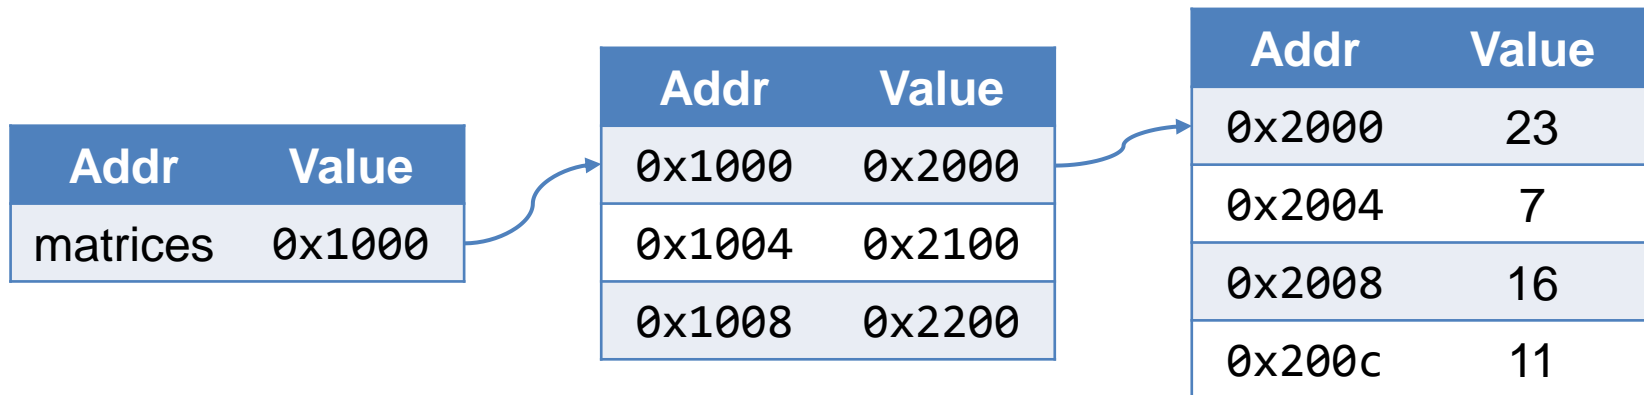 Addr Value
matrices 0x1000
Addr Value
0x1000 0x2000
0x1004 0x2100
0x1008 0x2200
Addr Value
0x2000 23
0x2004 7
0x2008 16
0x200c 11